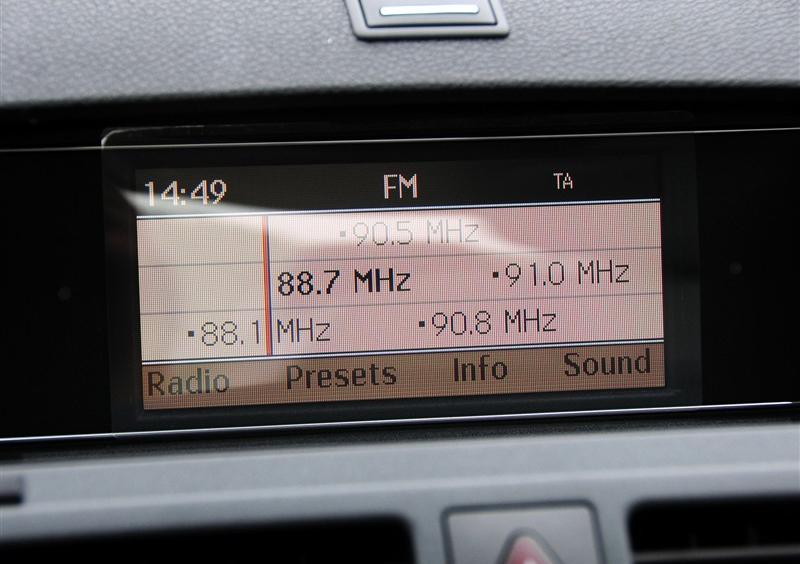 14:49 FM TA
·90.5 MHz
88.7 MHz ·91.0 MHz
·88.1 MHz ·90.8 MHz
Radio Presets Info Sound